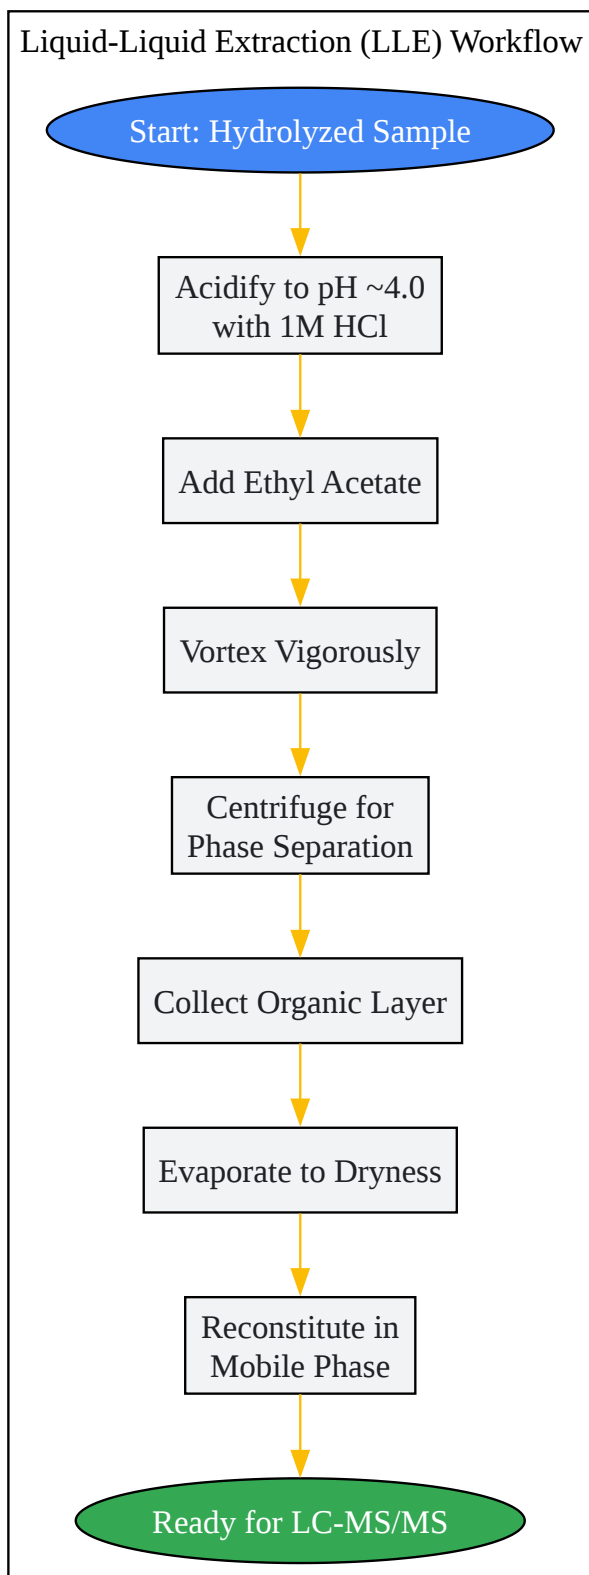 Liquid-Liquid Extraction (LLE) Workflow
Start: Hydrolyzed Sample
Acidify to pH ~4.0
with 1M HCl
Add Ethyl Acetate
Vortex Vigorously
Centrifuge for
Phase Separation
Collect Organic Layer
Evaporate to Dryness
Reconstitute in
Mobile Phase
Ready for LC-MS/MS